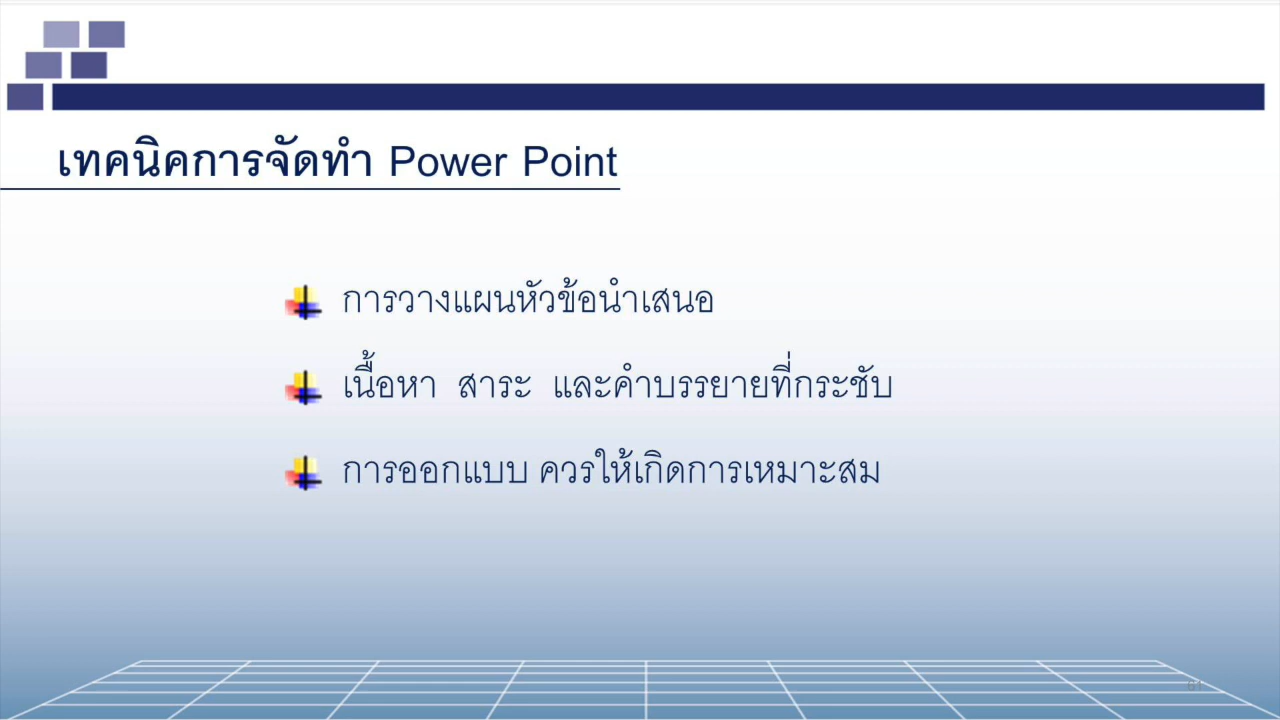 เทคนิคการจัดทำ Power Point
การวางแผนหัวข้อนำเสนอ
เนื้อหา สาระ และคำบรรยายที่กระชับ
การออกแบบ ควรให้เกิดการเหมาะสม
61